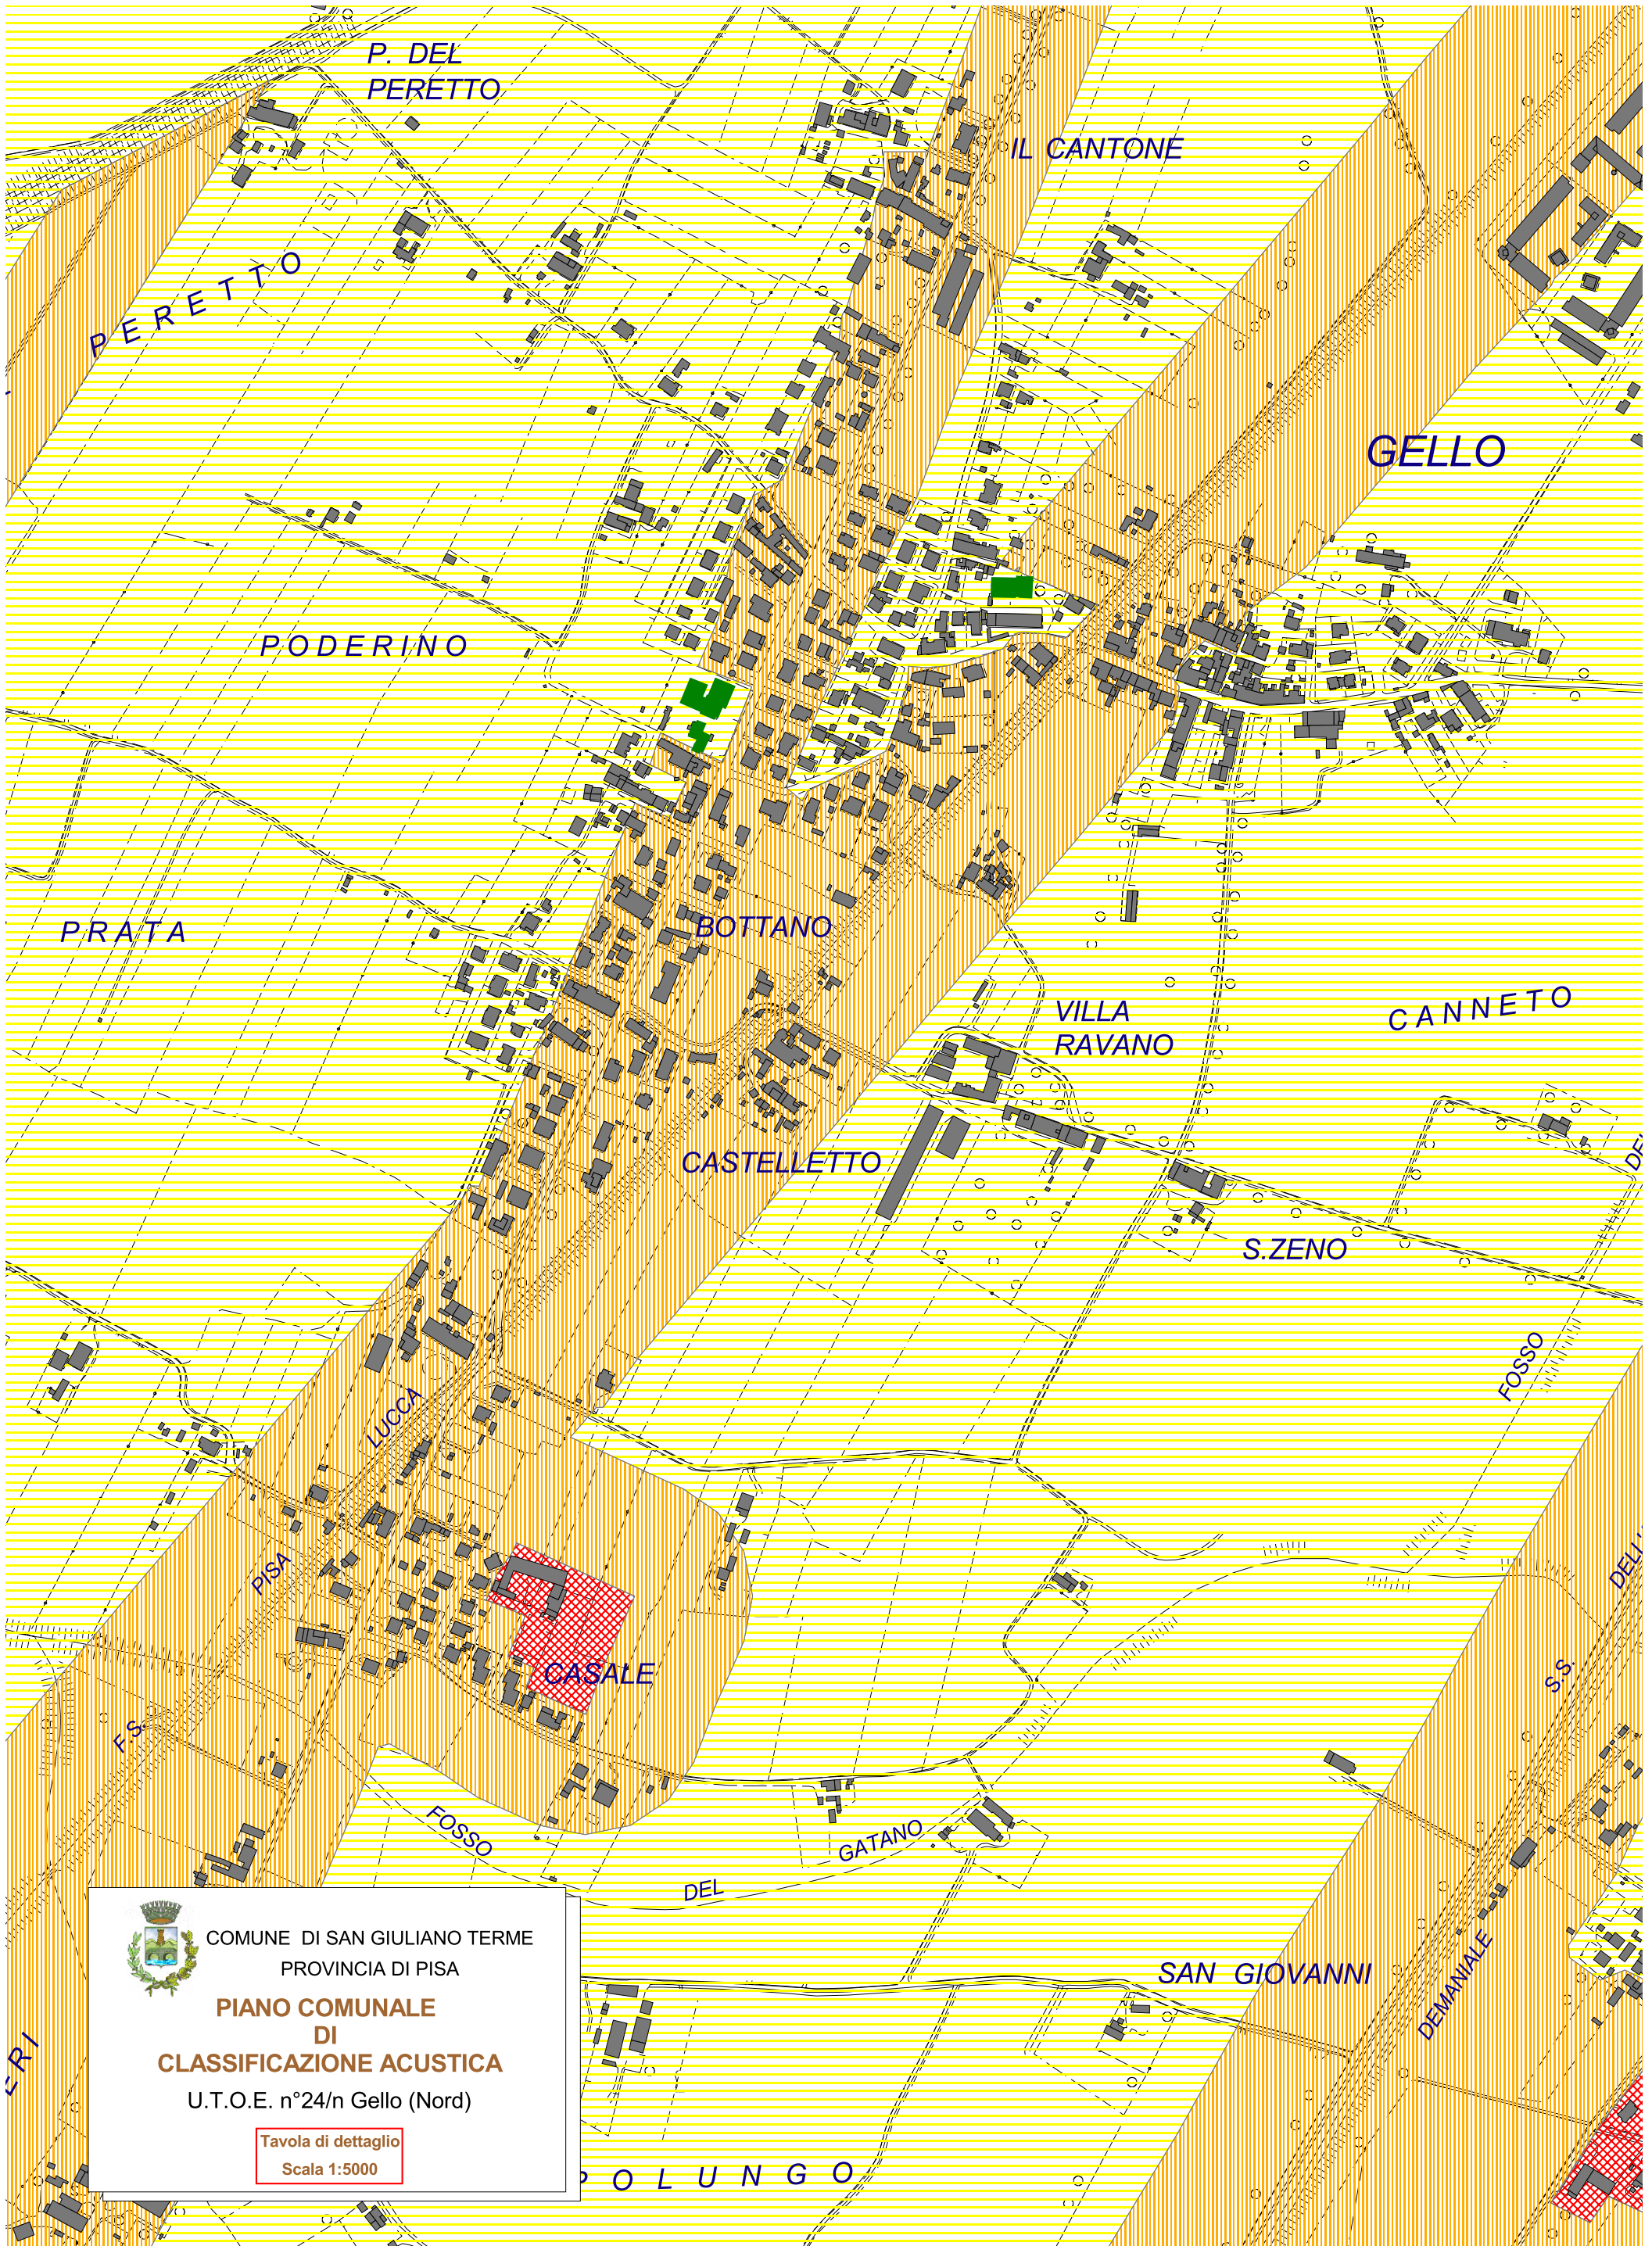 P. DEL
PERETTO
IL CANTONE
PERETTO
GELLO
PODERINO
PRATA
BOTTANO
VILLA
RAVANO
CANNETO
CASTELLETTO
S.ZENO
FOSSO
LUCCA
PISA
F.S.
CASALE
S.S.
FOSSO
DEL
GATANO
SAN GIOVANNI
DEMANIALE
COMUNE DI SAN GIULIANO TERME
PROVINCIA DI PISA
PIANO COMUNALE
DI
CLASSIFICAZIONE ACUSTICA
U.T.O.E. n°24/n Gello (Nord)
Tavola di dettaglio
Scala 1:5000
ERI
OLUNGO